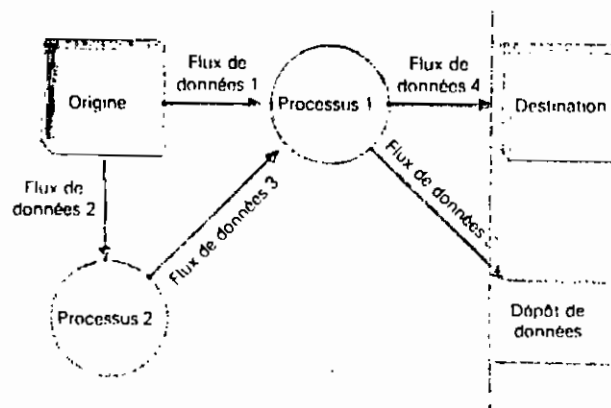 Flux de
données 1
Flux de
données 4
Origine
Processus 1
Destination
Flux de
données 2
Flux de données 3
Flux de données
Processus 2
Dépôt de
données